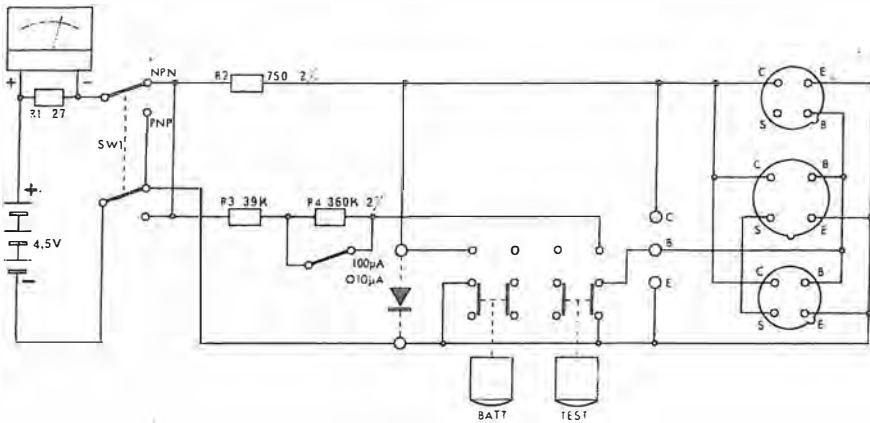 + -
R1 27
NPN
PNP
SW1
R2 750 2%
R3 39K
R4 360K 2%
100µA
10µA
+
4,5V
-
BATT
TEST
C
B
E
C E
S B
C B
S E
C B
S E